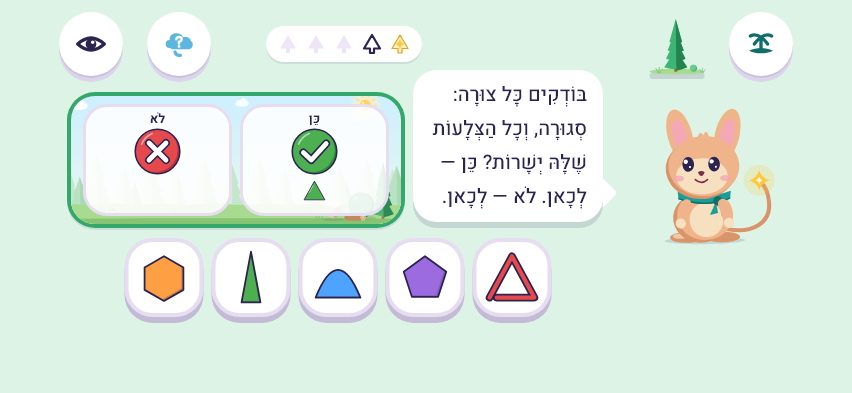 בּוֹדְקִים כָּל צוּרָה:
סְגוּרָה, וְכָל הַצְּלָעוֹת
שֶׁלָּהּ יְשָׁרוֹת? כֵּן –
לְכָאן. לֹא – לְכָאן.
כֵּן
לֹא